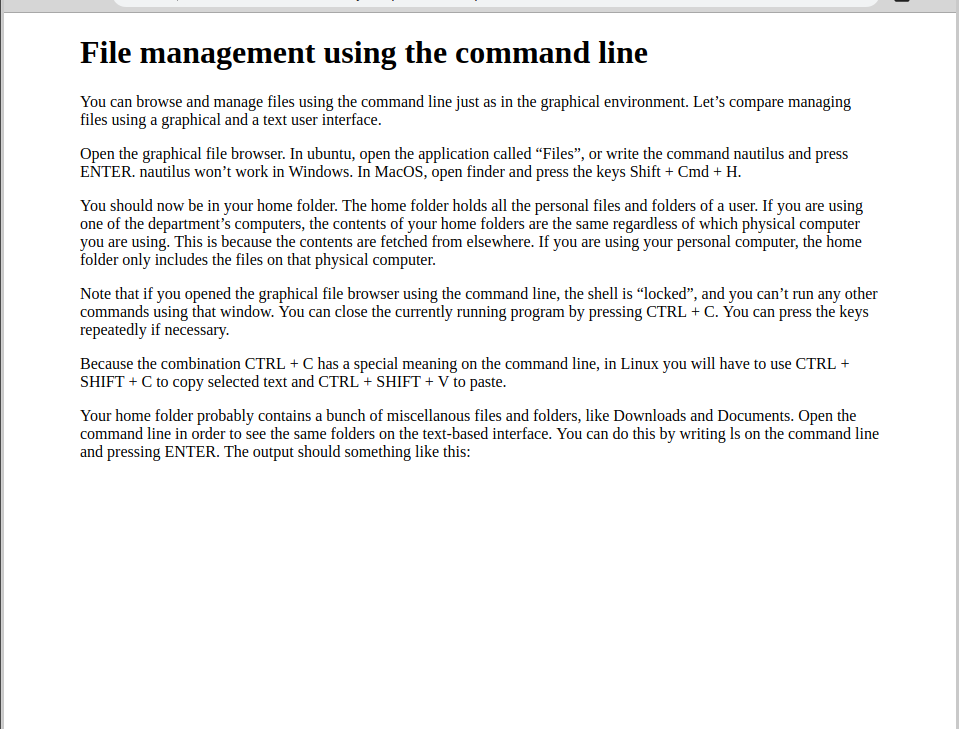 File management using the command line
You can browse and manage files using the command line just as in the graphical environment. Let’s compare managing
files using a graphical and a text user interface.
Open the graphical file browser. In ubuntu, open the application called “Files”, or write the command nautilus and press
ENTER. nautilus won’t work in Windows. In MacOS, open finder and press the keys Shift + Cmd + H.
You should now be in your home folder. The home folder holds all the personal files and folders of a user. If you are using
one of the department’s computers, the contents of your home folders are the same regardless of which physical computer
you are using. This is because the contents are fetched from elsewhere. If you are using your personal computer, the home
folder only includes the files on that physical computer.
Note that if you opened the graphical file browser using the command line, the shell is “locked”, and you can’t run any other
commands using that window. You can close the currently running program by pressing CTRL + C. You can press the keys
repeatedly if necessary.
Because the combination CTRL + C has a special meaning on the command line, in Linux you will have to use CTRL +
SHIFT + C to copy selected text and CTRL + SHIFT + V to paste.
Your home folder probably contains a bunch of miscellanous files and folders, like Downloads and Documents. Open the
command line in order to see the same folders on the text-based interface. You can do this by writing ls on the command line
and pressing ENTER. The output should something like this: